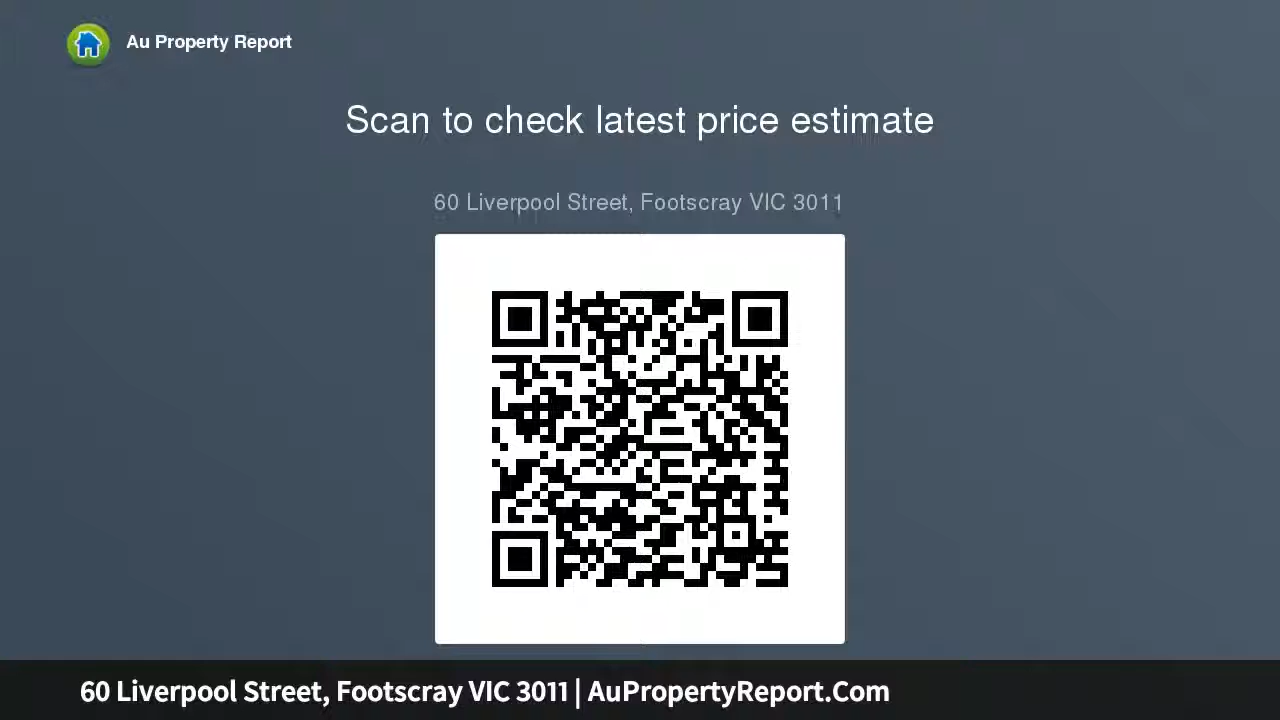 Au Property Report
Scan to check latest price estimate
60 Liverpool Street, Footscray VIC 3011
60 Liverpool Street, Footscray VIC 3011 | AuPropertyReport.Com